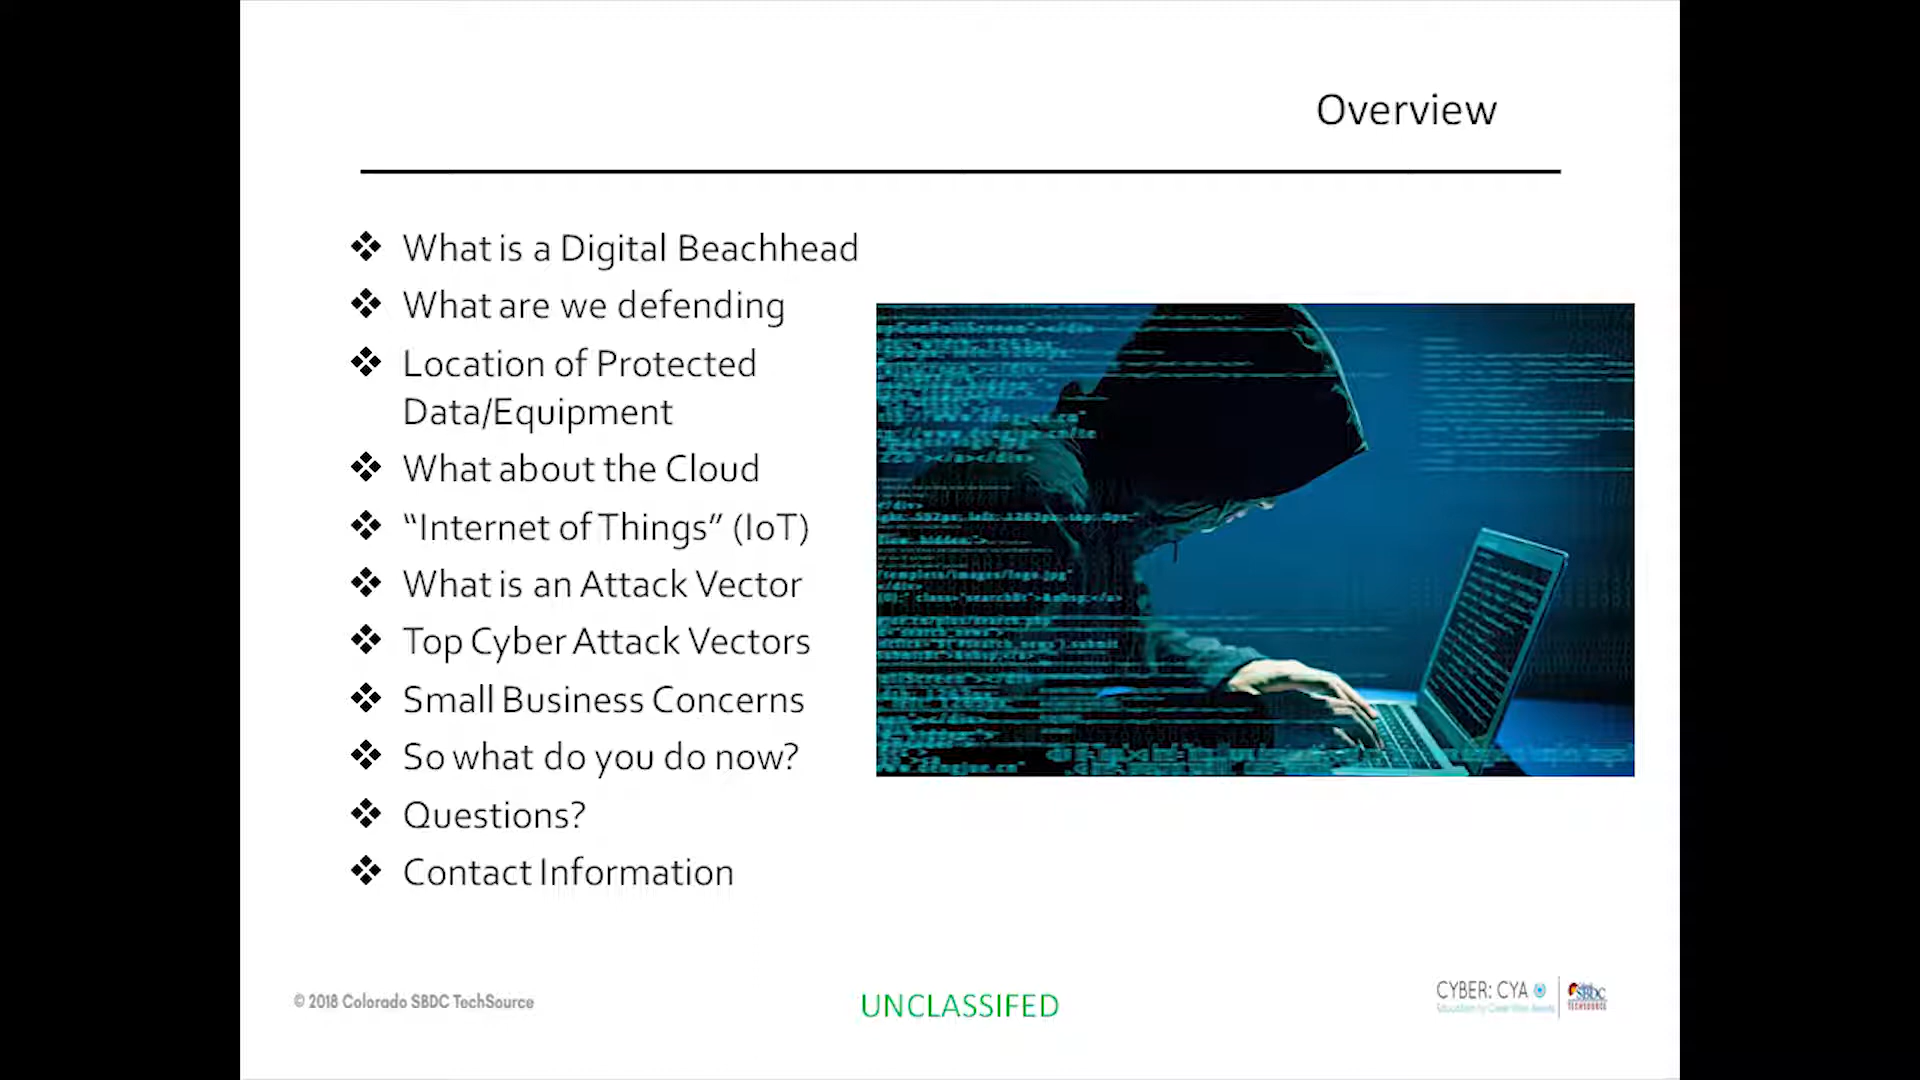 Overview
What is a Digital Beachhead
What are we defending
Location of Protected
Data/Equipment
What about the Cloud
“Internet of Things” (IoT)
What is an Attack Vector
Top Cyber Attack Vectors
Small Business Concerns
So what do you do now?
Questions?
Contact Information
© 2018 Colorado SBDC TechSource
UNCLASSIFED
CYBER: CYA
SBDC
TECHSOURCE